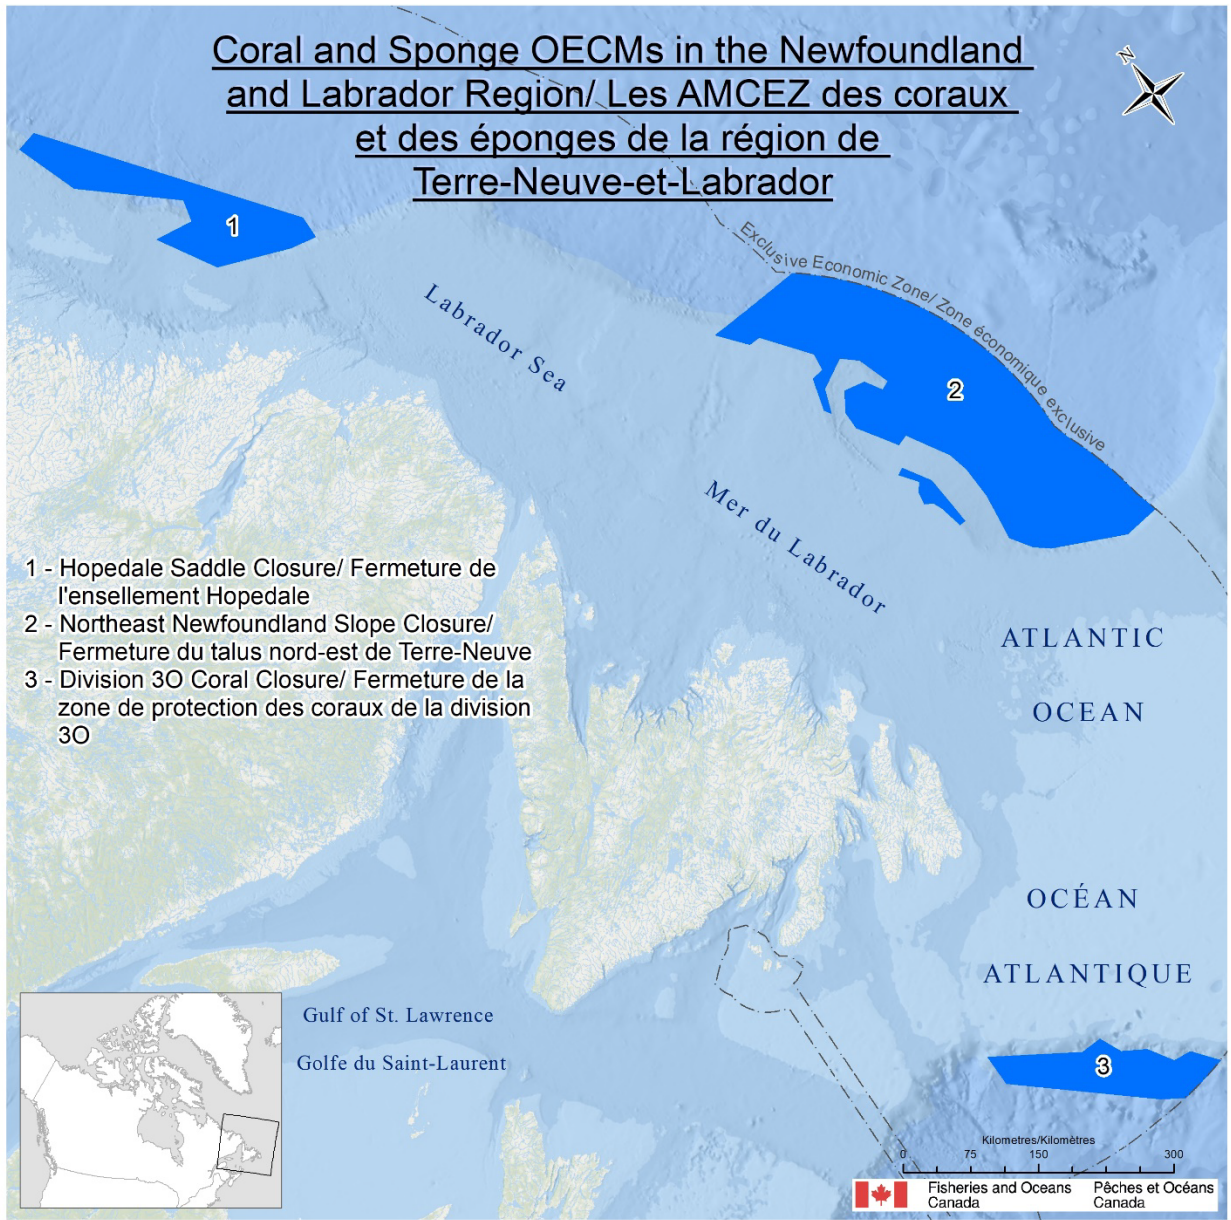 Coral and Sponge OECMs in the Newfoundland
and Labrador Region/ Les AMCEZ des coraux
et des éponges de la région de
Terre-Neuve-et-Labrador
N
1
Exclusive Economic Zone/ Zone économique exclusive
Labrador Sea
2
Mer du Labrador
1 - Hopedale Saddle Closure/ Fermeture de
l'ensellement Hopedale
2 - Northeast Newfoundland Slope Closure/
Fermeture du talus nord-est de Terre-Neuve
3 - Division 3O Coral Closure/ Fermeture de la
zone de protection des coraux de la division
3O
ATLANTIC
OCEAN
OCÉAN
ATLANTIQUE
Gulf of St. Lawrence
Golfe du Saint-Laurent
3
Kilometres/Kilomètres
0 75 150 300
Fisheries and Oceans
Canada
Pêches et Océans
Canada